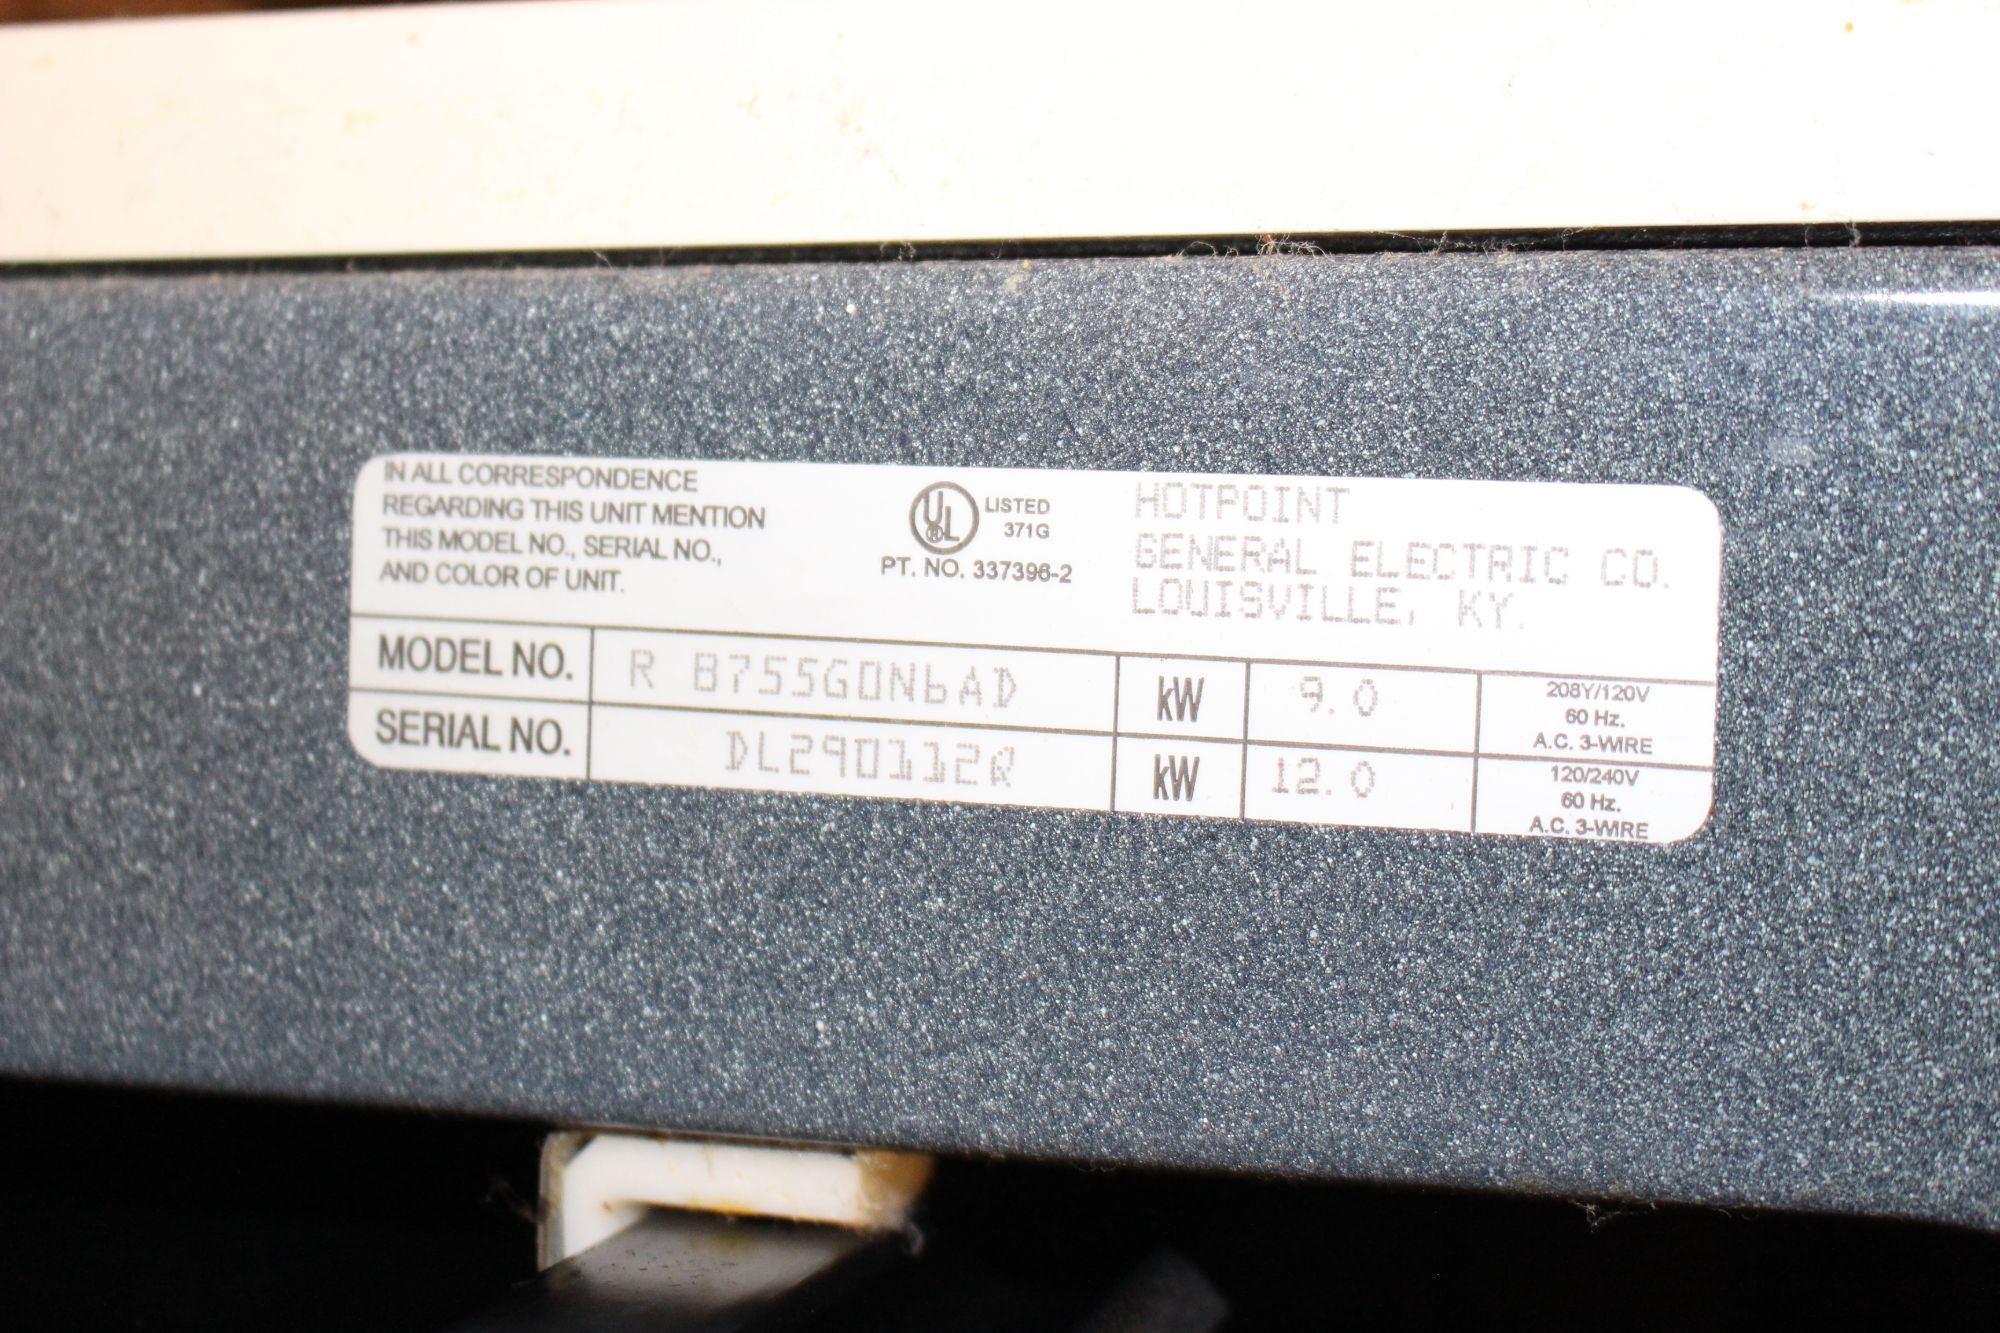 IN ALL CORRESPONDENCE
REGARDING THIS UNIT MENTION
THIS MODEL NO., SERIAL NO.,
AND COLOR OF UNIT.
UL ® LISTED
371G
PT. NO. 337396-2
HOTPOINT
GENERAL ELECTRIC CO.
LOUISVILLE, KY.
MODEL NO. R B755G0N6AD kW 9.0 208Y/120V
60 Hz.
A.C. 3-WIRE
SERIAL NO. DL290112R kW 12.0 120/240V
60 Hz.
A.C. 3-WIRE